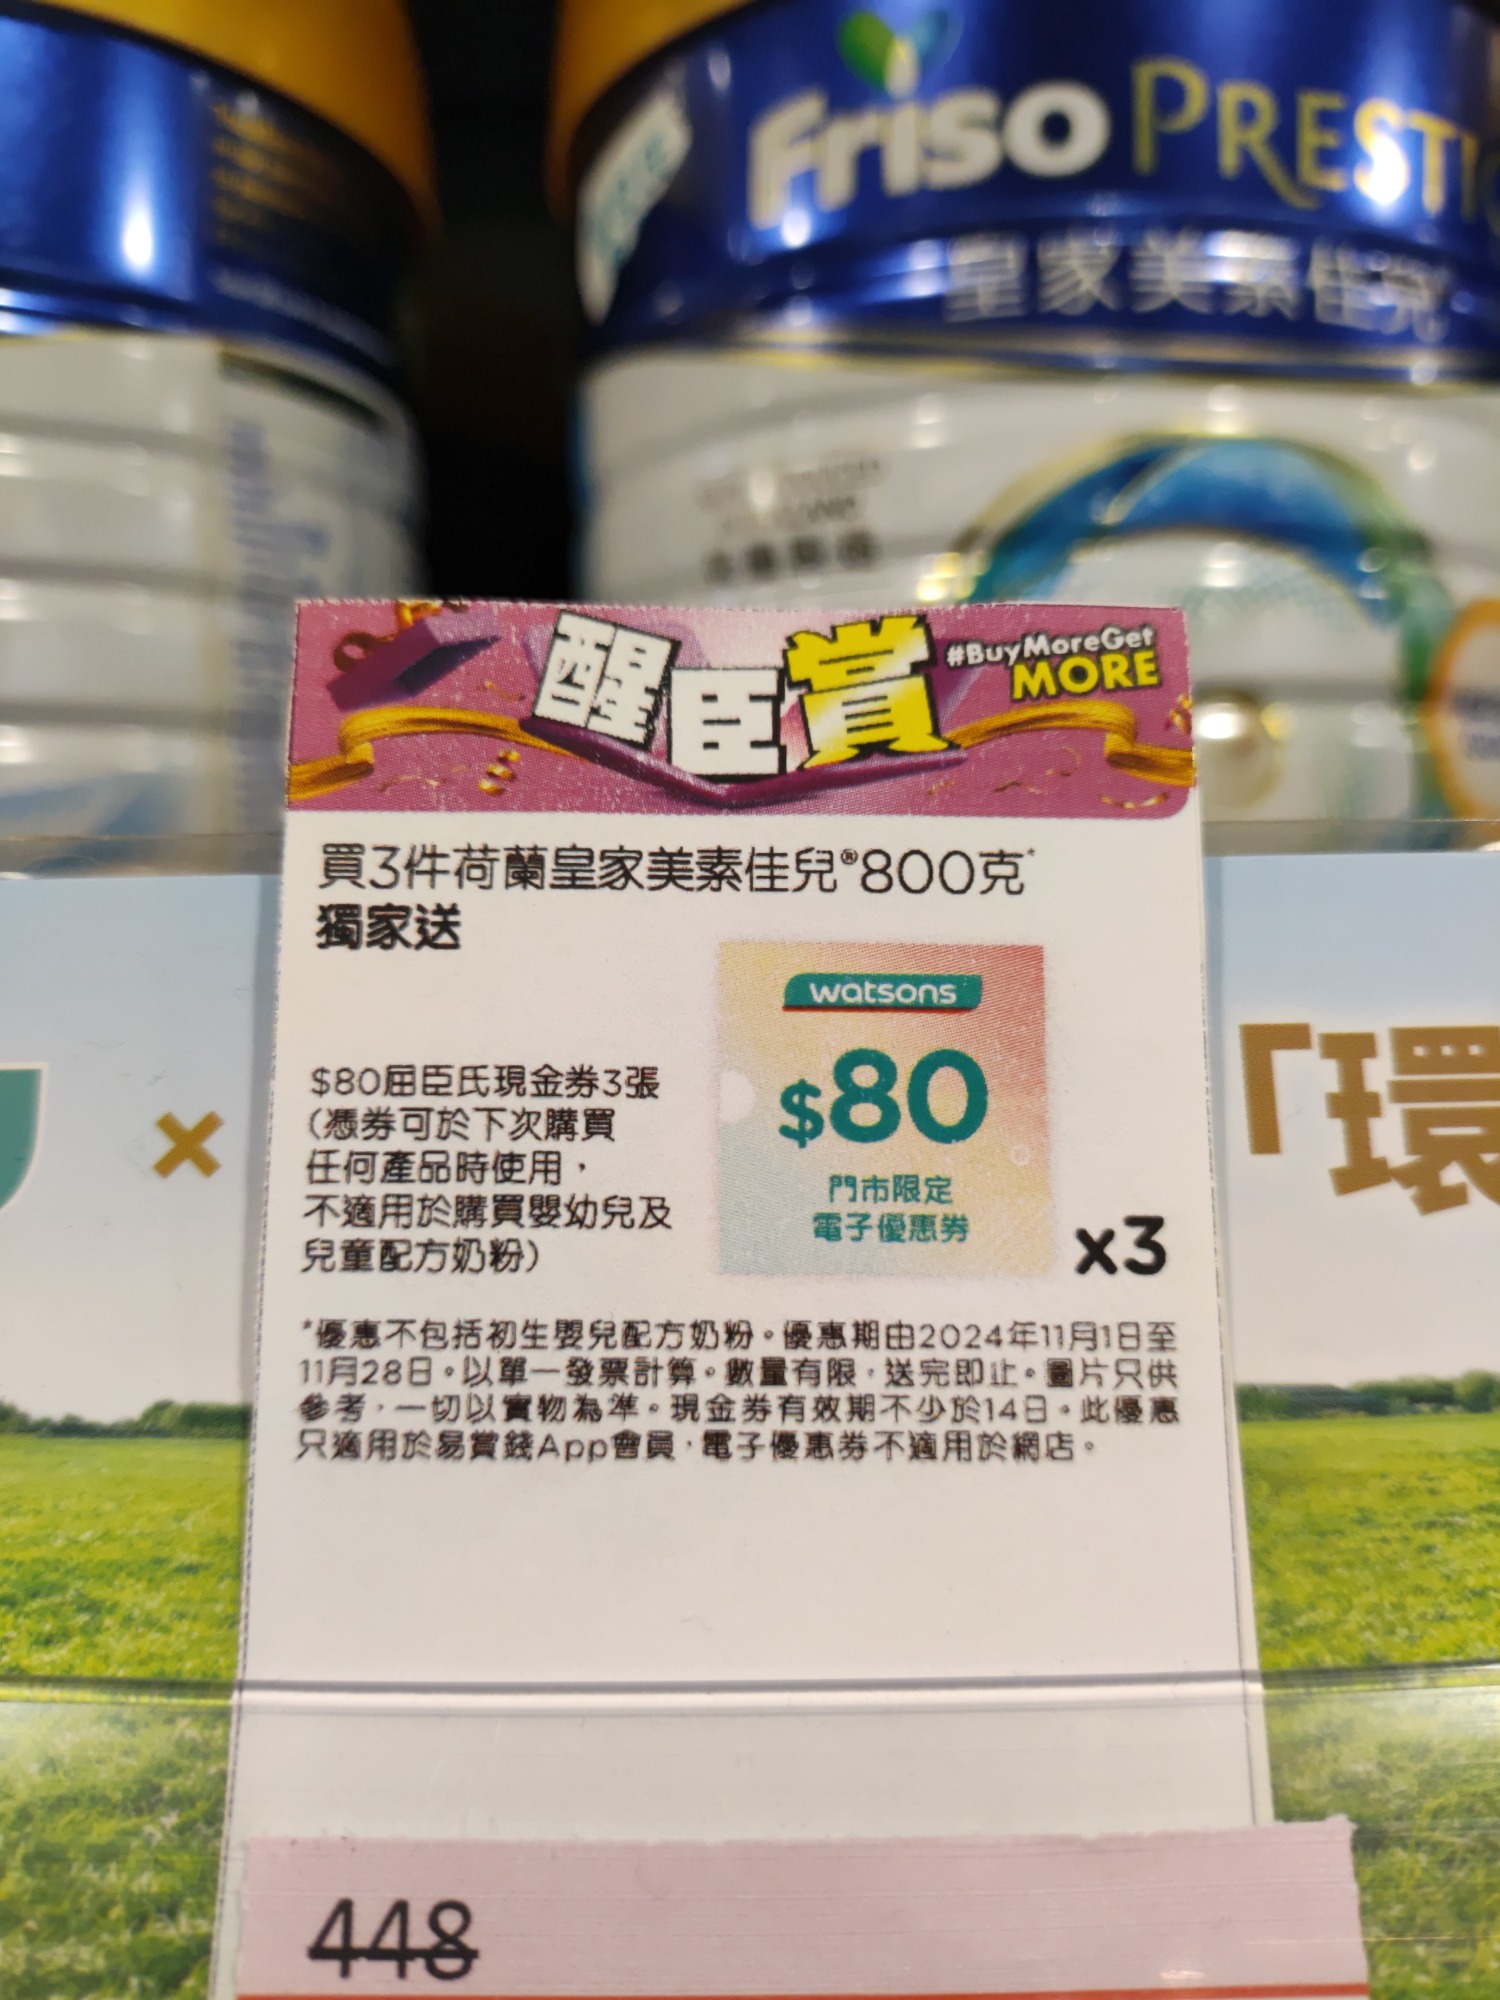 Friso PRESTI
皇家美素佳兒
醒臣賞
#BuyMoreGet
MORE
買3件荷蘭皇家美素佳兒®800克*
獨家送
watsons
$80
門市限定
電子優惠券
x3
$80屈臣氏現金券3張
(憑券可於下次購買
任何產品時使用，
不適用於購買嬰幼兒及
兒童配方奶粉)
*優惠不包括初生嬰兒配方奶粉。優惠期由2024年11月1日至
11月28日。以單一發票計算。數量有限，送完即止。圖片只供
參考，一切以實物為準。現金券有效期不少於14日。此優惠
只適用於易賞錢App會員，電子優惠券不適用於網店。
×
「環
448